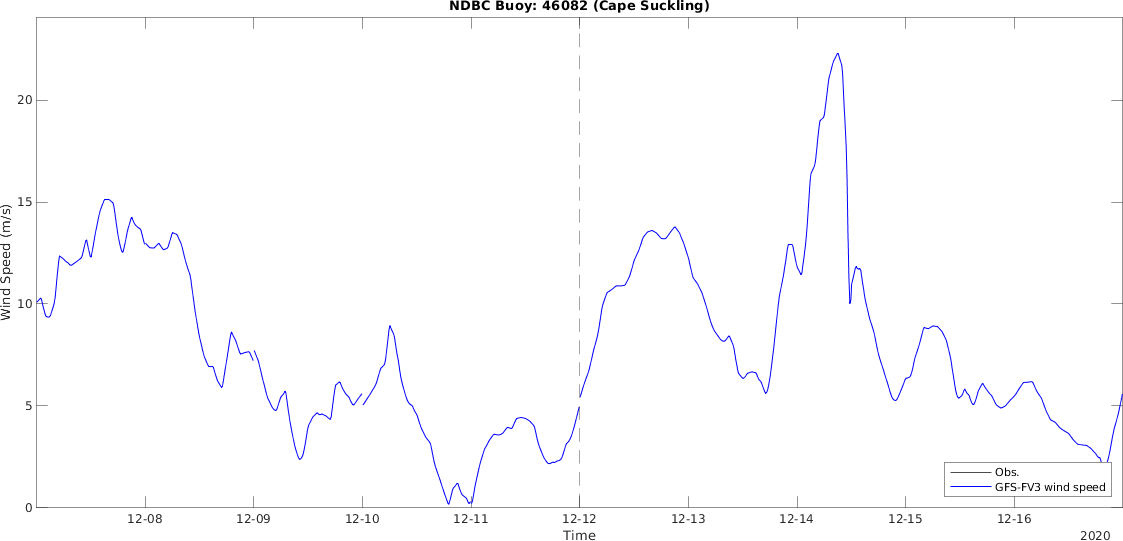 NDBC Buoy: 46082 (Cape Suckling)
Wind Speed (m/s)
20
15
10
5
0
12-08 12-09 12-10 12-11 12-12 12-13 12-14 12-15 12-16
Time
2020
Obs.
GFS-FV3 wind speed